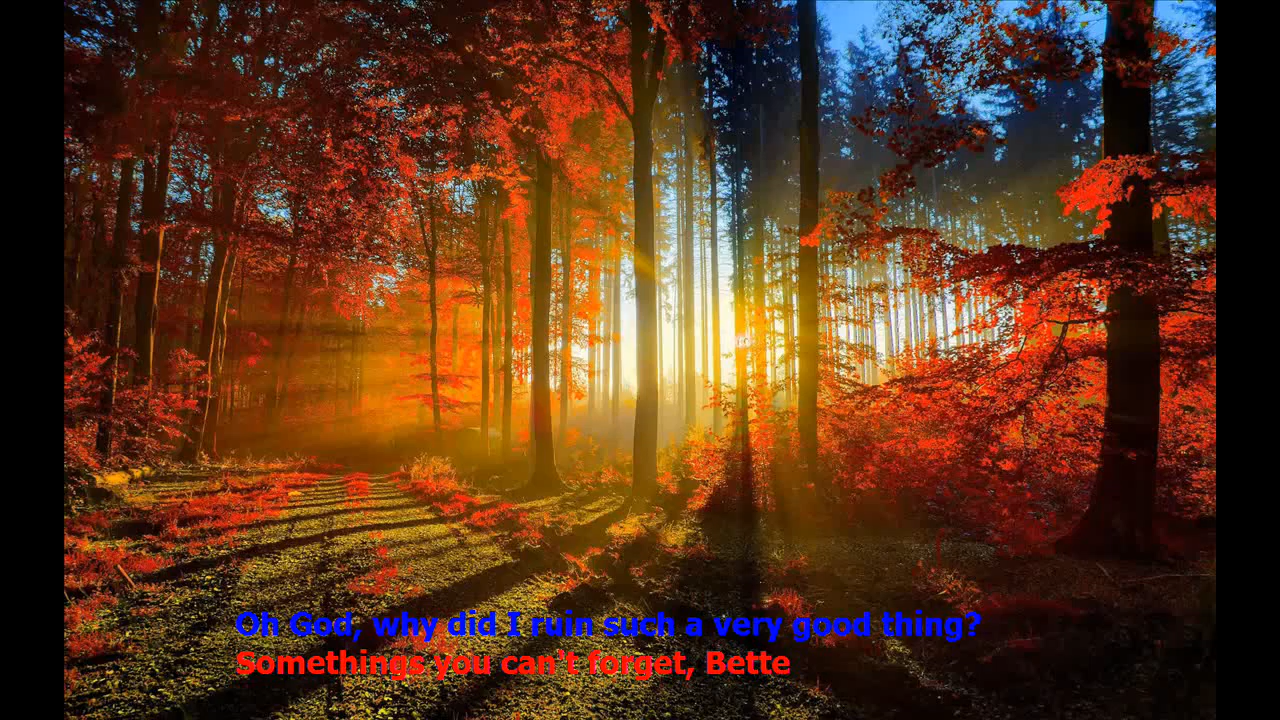 Oh God, why did I ruin such a very good thing?
Somethings you can't forget, Bette